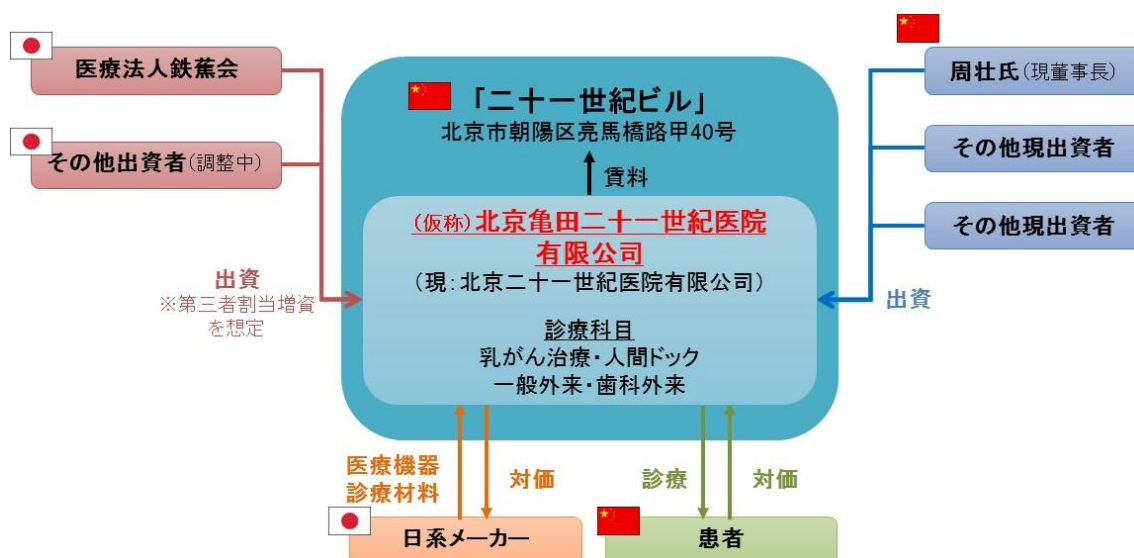 医療法人鉄蕉会
その他出資者(調整中)
出資
※第三者割当増資
を想定
「二十一世紀ビル」
北京市朝陽区亮馬橋路甲40号
賃料
(仮称)北京亀田二十一世紀医院
有限公司
(現:北京二十一世紀医院有限公司)
診療科目
乳がん治療・人間ドック
一般外来・歯科外来
周壮氏(現董事長)
その他現出資者
その他現出資者
出資
医療機器
診療材料
対価
診療
対価
日系メーカー
患者